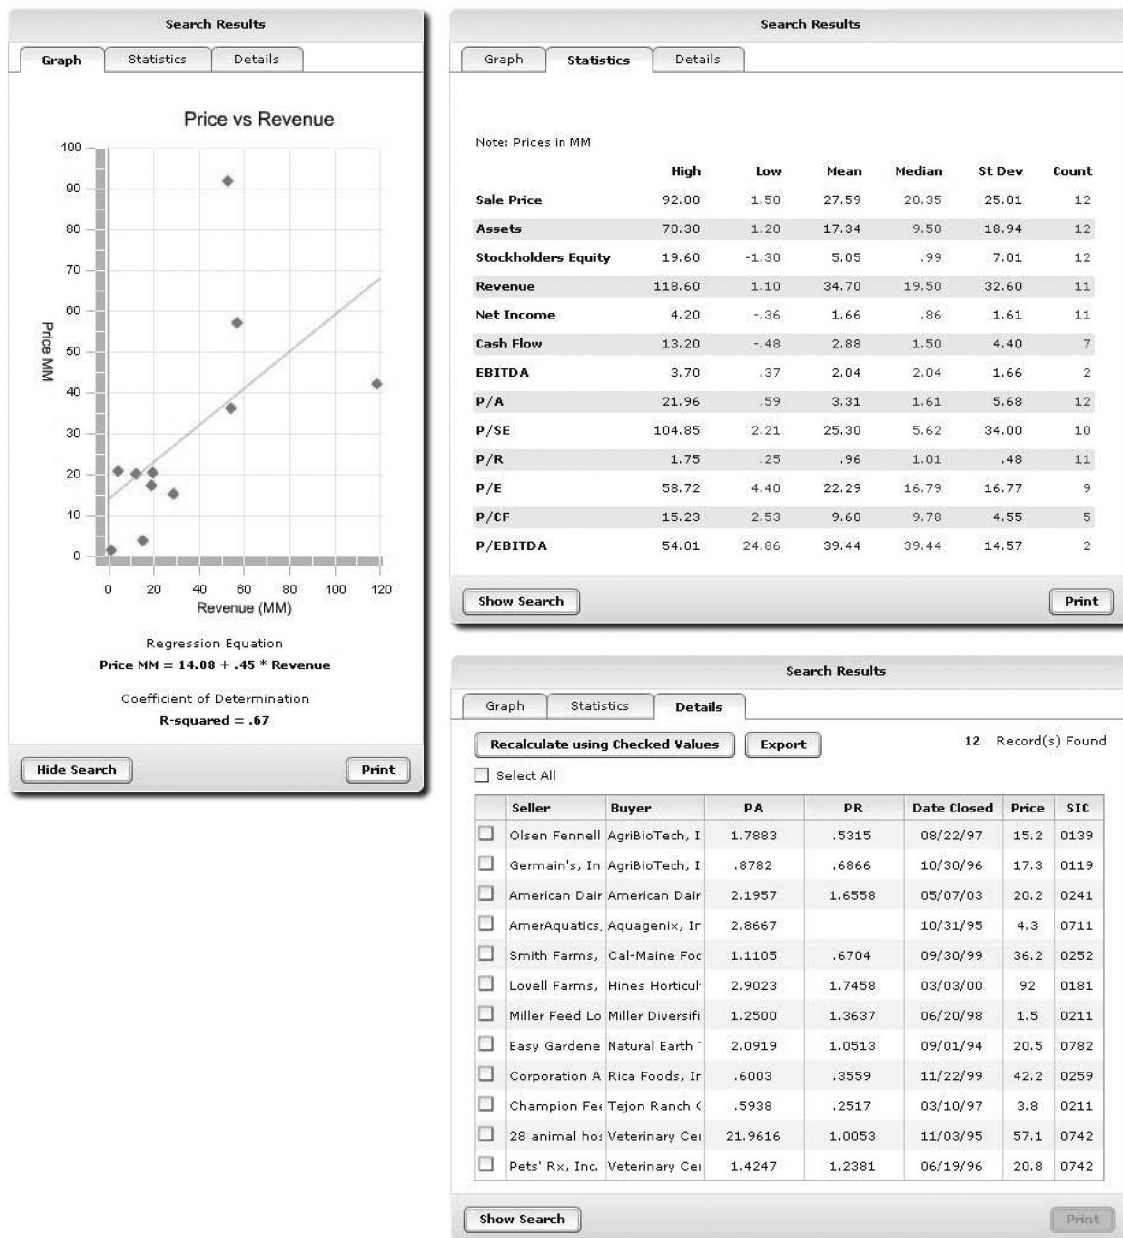 Search Results
Graph Statistics Details
Price vs Revenue
100
90
80
70
60
50
40
30
20
10
0
Price MM
0 20 40 60 80 100 120
Revenue (MM)
Regression Equation
Price MM = 14.08 + .45 * Revenue
Coefficient of Determination
R-squared = .67
Hide Search Print
Search Results
Graph Statistics Details
Note: Prices in MM
High Low Mean Median St Dev Count
Sale Price 92.00 1.50 27.59 20.35 25.01 12
Assets 70.30 1.20 17.34 9.50 18.94 12
Stockholders Equity 19.60 -1.30 5.05 .99 7.01 12
Revenue 118.60 1.10 34.70 19.50 32.60 11
Net Income 4.20 -.36 1.66 .86 1.61 11
Cash Flow 13.20 -.48 2.88 1.50 4.40 7
EBITDA 3.70 .37 2.04 2.04 1.66 2
P/A 21.96 .59 3.31 1.61 5.68 12
P/SE 104.85 2.21 25.30 5.62 34.00 10
P/R 1.75 .25 .96 1.01 .48 11
P/E 58.72 4.40 22.29 16.79 16.77 9
P/CF 15.23 2.53 9.60 9.78 4.55 5
P/EBITDA 54.01 24.86 39.44 39.44 14.57 2
Show Search Print
Search Results
Graph Statistics Details
Recalculate using Checked Values Export 12 Record(s) Found
Select All
Seller Buyer PA PR Date Closed Price SIC
Olsen Fennell AgriBioTech, I 1.7883 .5315 08/22/97 15.2 0139
Germain's, In AgriBioTech, I .8782 .6866 10/30/96 17.3 0119
American Dair American Dair 2.1957 1.6558 05/07/03 20.2 0241
AmerAquatics, Aquagenix, Ir 2.8667 10/31/95 4.3 0711
Smith Farms, Cal-Maine Foc 1.1105 .6704 09/30/99 36.2 0252
Lovell Farms, Hines Horticul 2.9023 1.7458 03/03/00 92 0181
Miller Feed Lo Miller Diversifi 1.2500 1.3637 06/20/98 1.5 0211
Easy Gardene Natural Earth 2.0919 1.0513 09/01/94 20.5 0782
Corporation A Rica Foods, Ir .6003 .3559 11/22/99 42.2 0259
Champion Fee Tejon Ranch C .5938 .2517 03/10/97 3.8 0211
28 animal hos Veterinary Cei 21.9616 1.0053 11/03/95 57.1 0742
Pets' Rx, Inc. Veterinary Cei 1.4247 1.2381 06/19/96 20.8 0742
Show Search Print